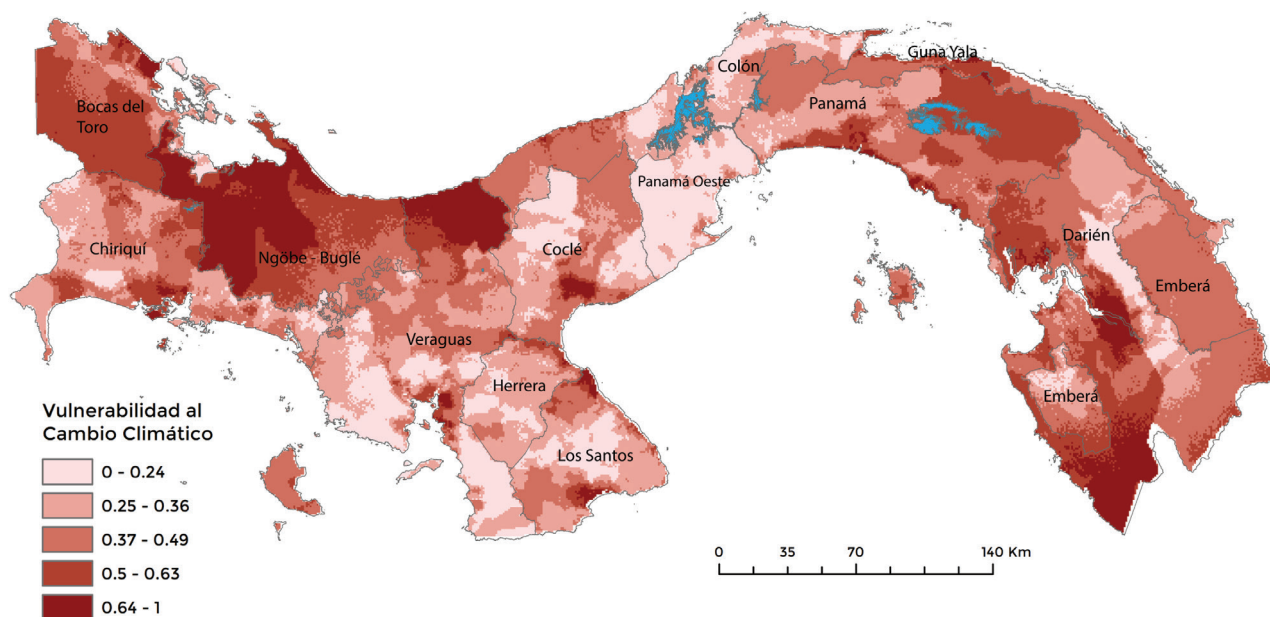 Guna Yala
Colón
Panamá
Bocas del
Toro
Panamá Oeste
Darién
Chiriquí
Ngöbe - Buglé
Coclé
Emberá
Veraguas
Herrera
Emberá
Los Santos
Vulnerabilidad al
Cambio Climático
0 - 0.24
0.25 - 0.36
0.37 - 0.49
0.5 - 0.63
0.64 - 1
0 35 70 140 Km